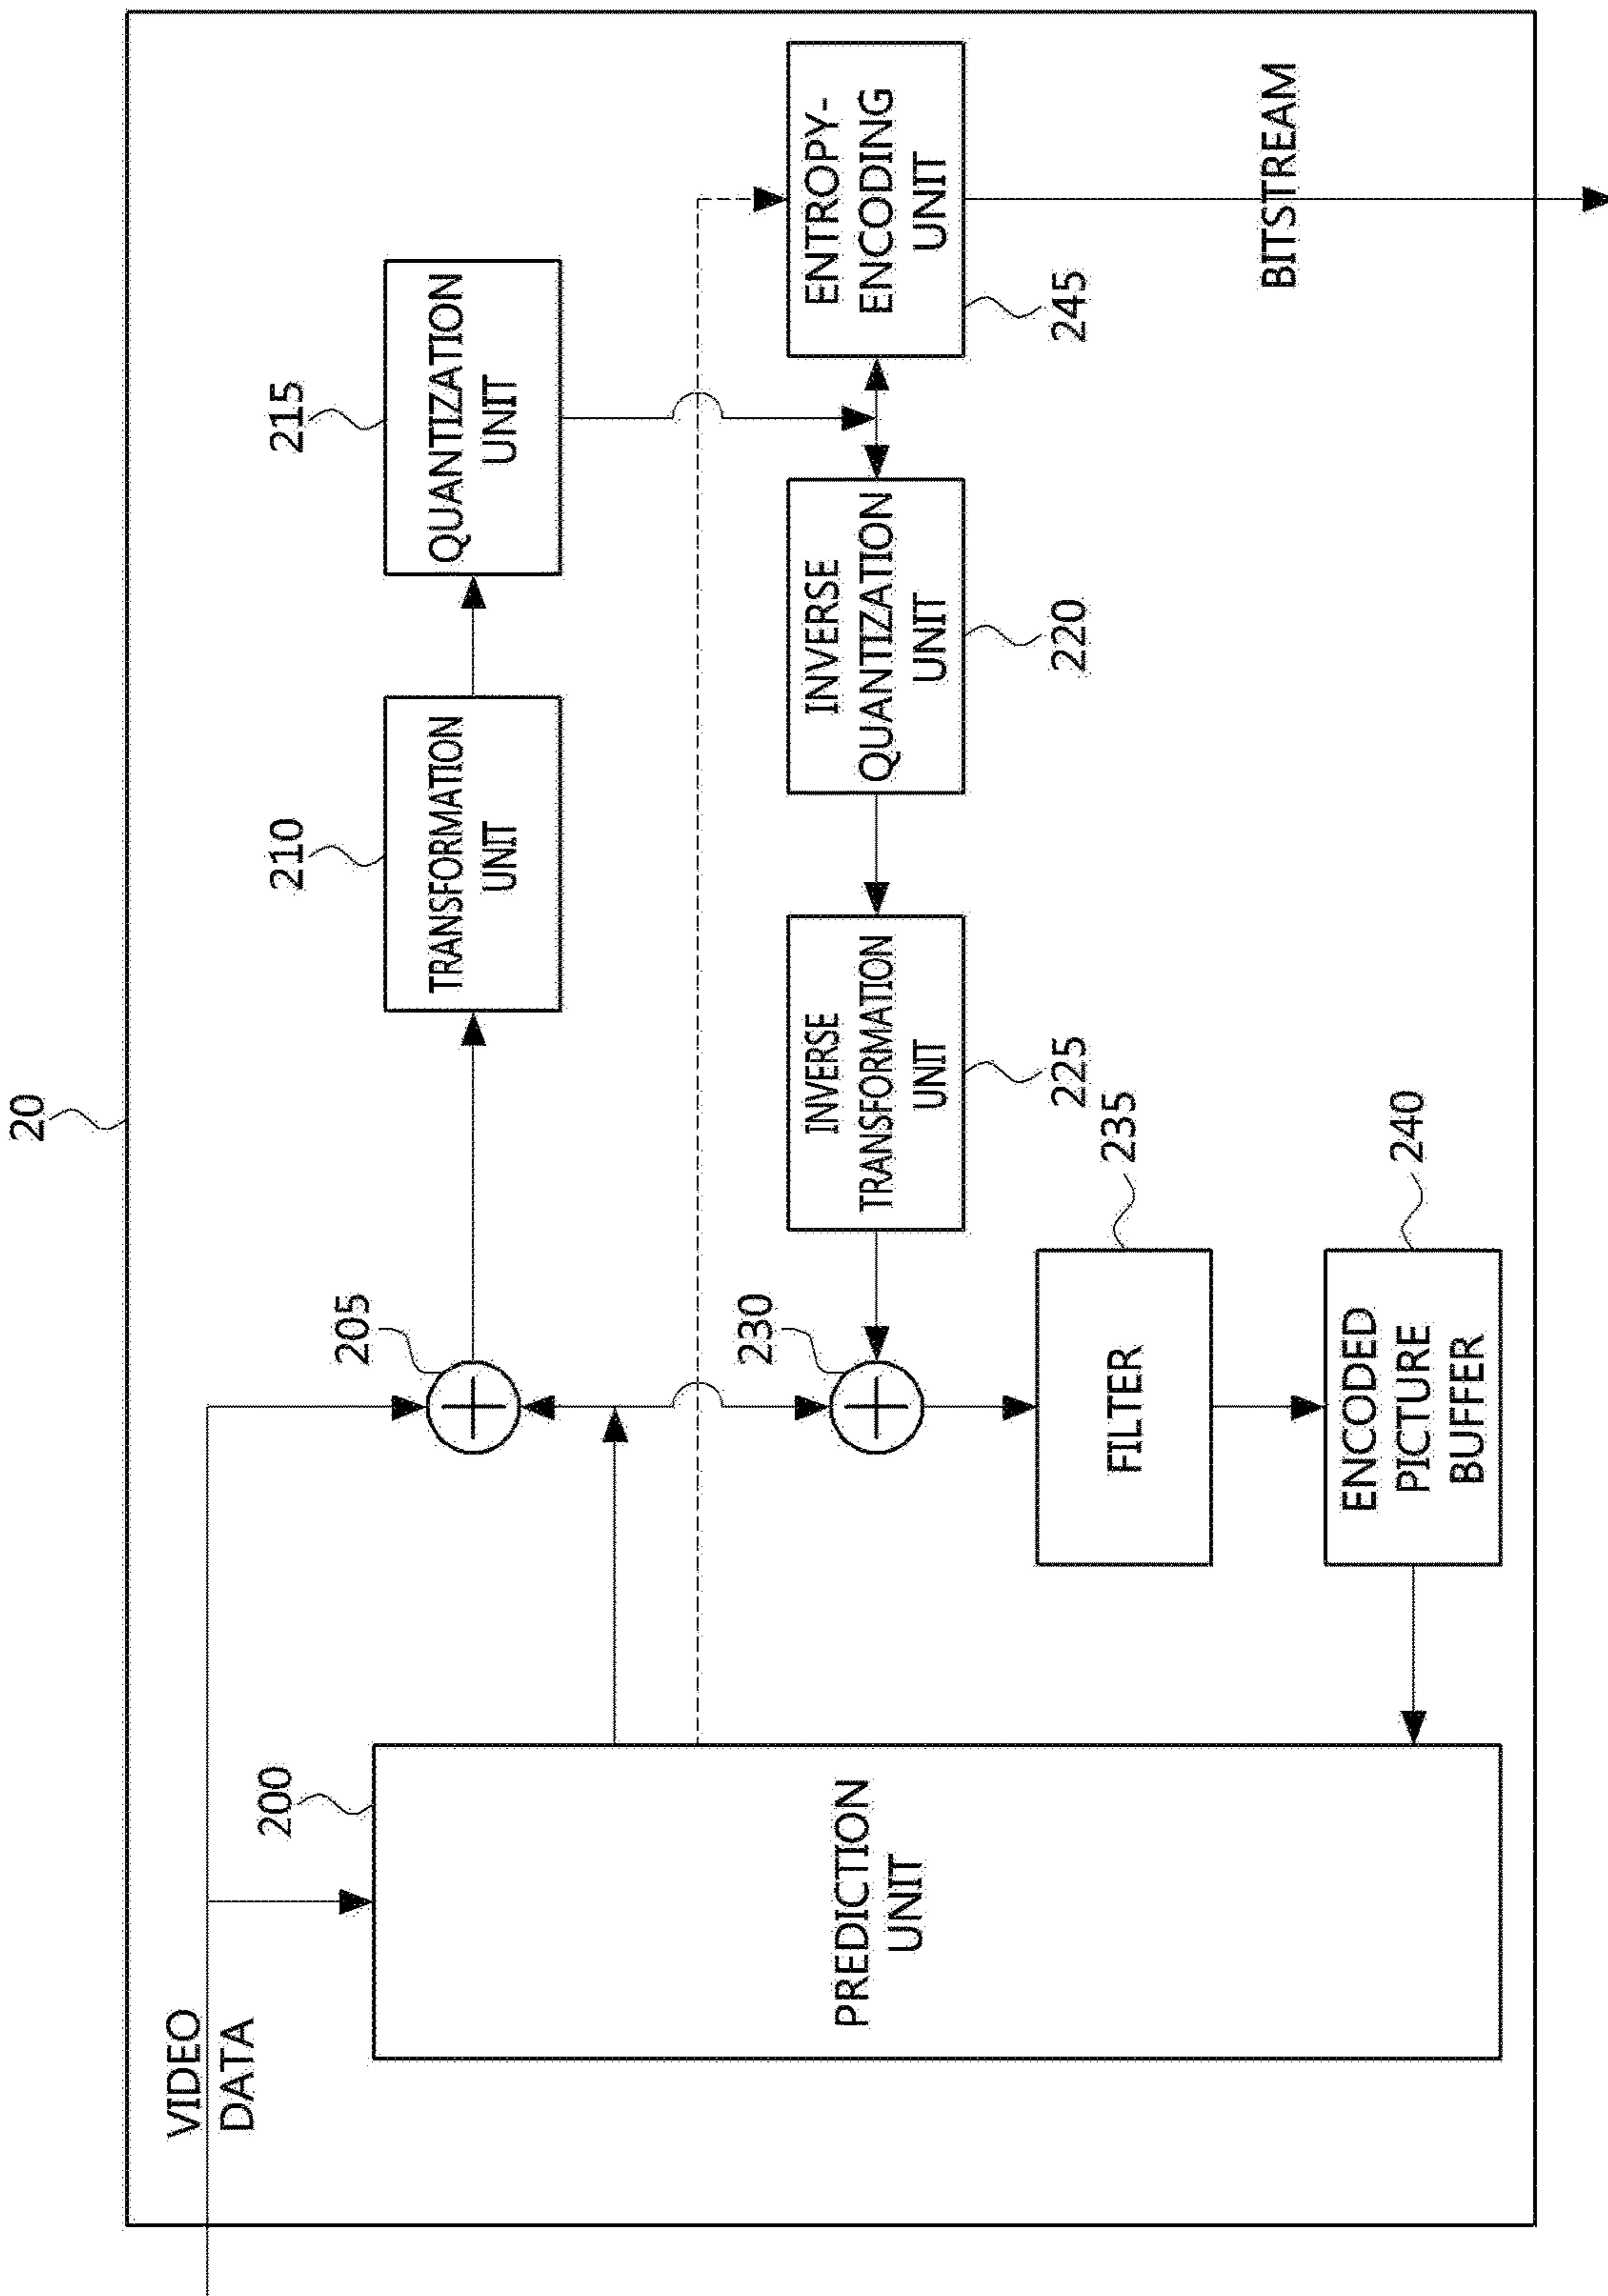 20
VIDEO
DATA
200
PREDICTION
UNIT
205
210
TRANSFORMATION
UNIT
215
QUANTIZATION
UNIT
230
INVERSE
TRANSFORMATION
UNIT
225
INVERSE
QUANTIZATION
UNIT
220
ENTROPY-
ENCODING
UNIT
245
FILTER
235
ENCODED
PICTURE
BUFFER
240
BITSTREAM